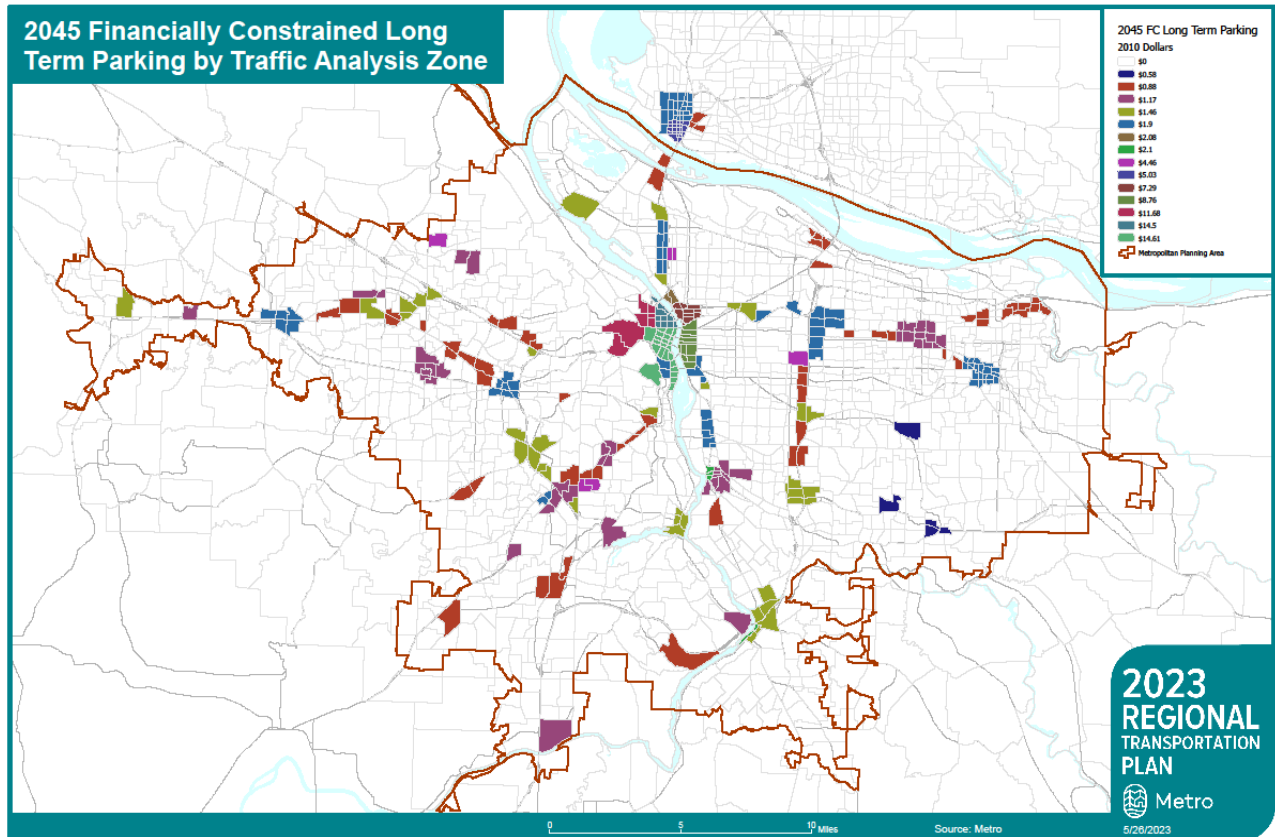 2045 Financially Constrained Long
Term Parking by Traffic Analysis Zone
2045 FC Long Term Parking
2010 Dollars
$0
$0.58
$0.88
$1.17
$1.46
$1.9
$2.08
$2.1
$4.46
$5.03
$7.29
$8.76
$11.68
$14.5
$14.61
Metropolitan Planning Area
2023
REGIONAL
TRANSPORTATION
PLAN
Metro
0 5 10 Miles
Source: Metro
5/26/2023